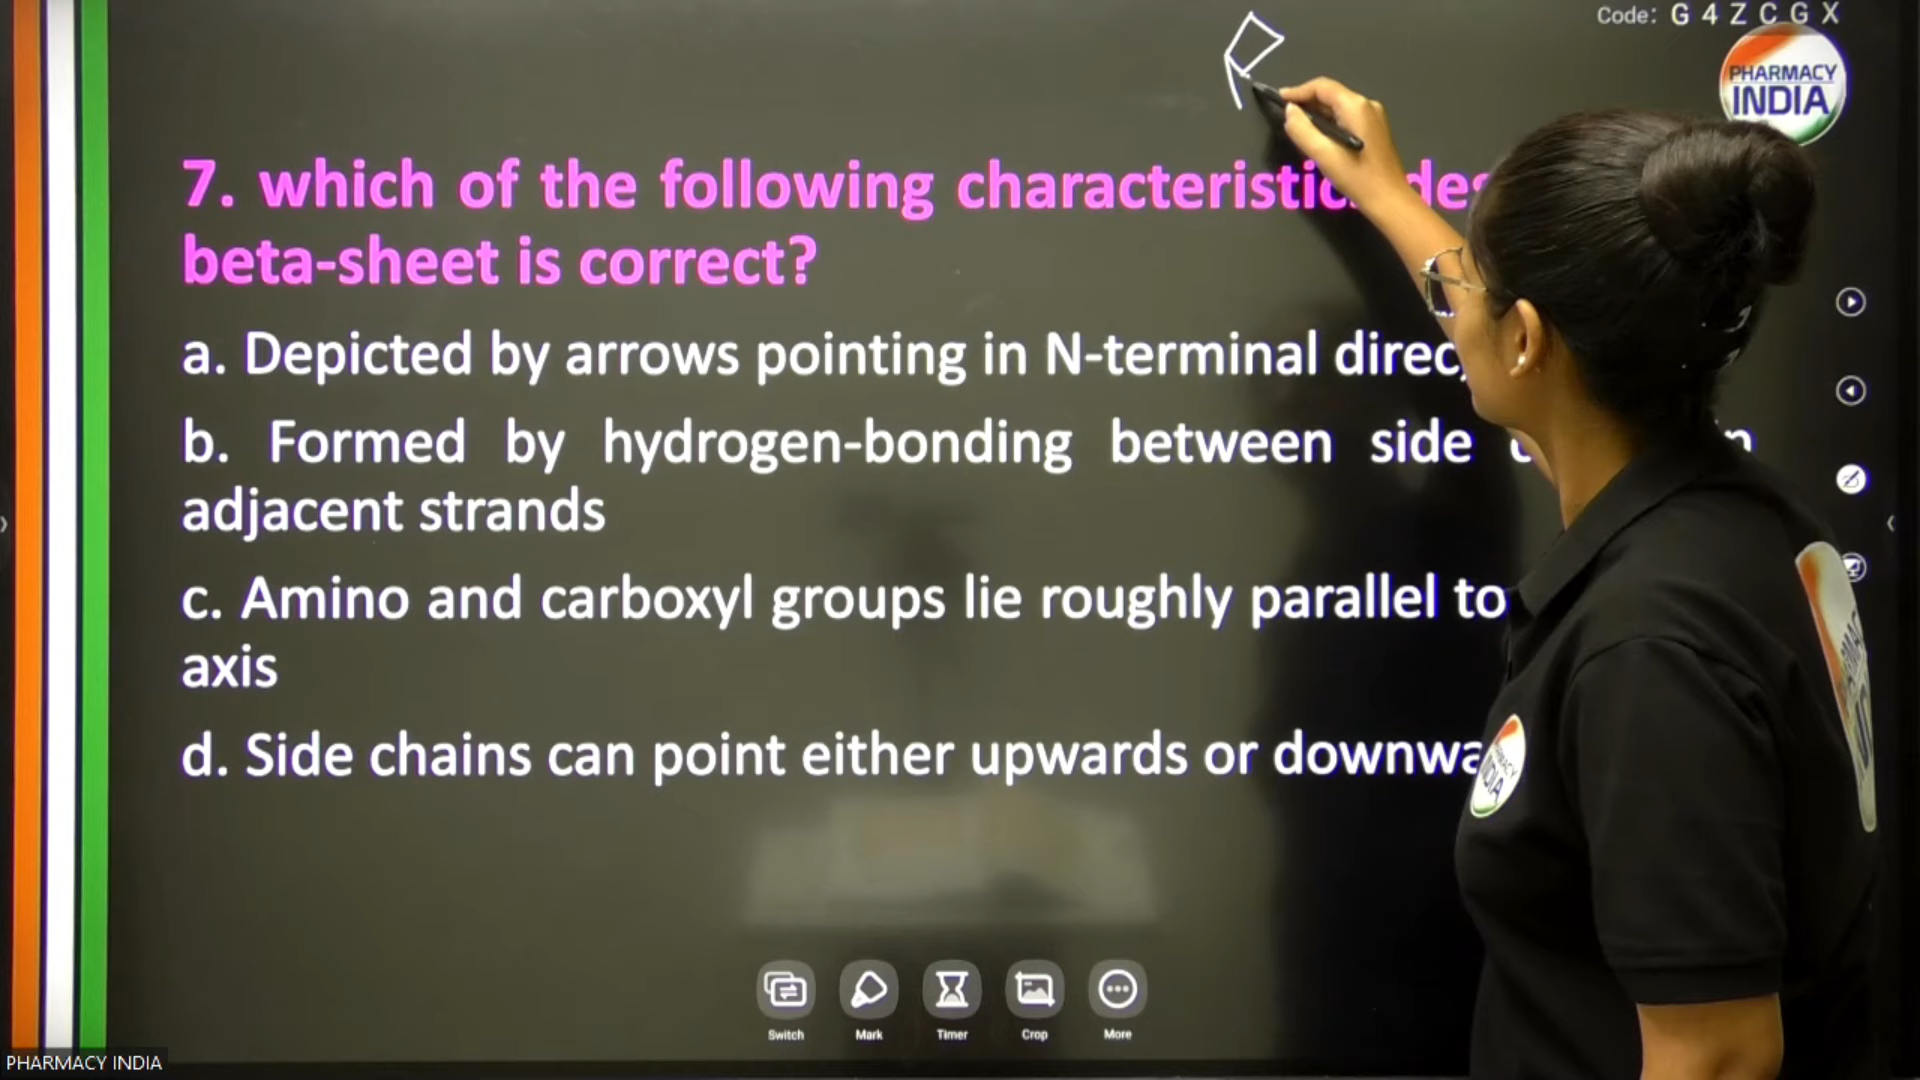 Code: G 4 Z C G X
PHARMACY
INDIA
7. which of the following characteristic
beta-sheet is correct?
a. Depicted by arrows pointing in N-terminal
b. Formed by hydrogen-bonding between side
adjacent strands
c. Amino and carboxyl groups lie roughly parallel to
axis
d. Side chains can point either upwards or
PHARMACY
INDIA
Switch Mark Timer Crop More
PHARMACY INDIA